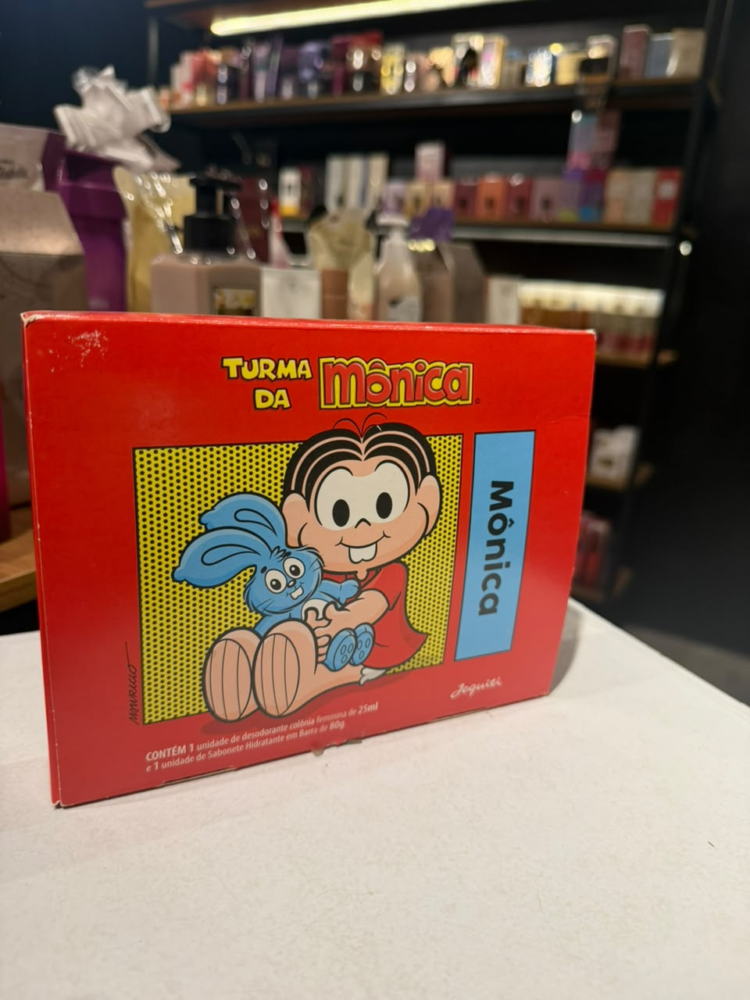 TURMA
DA
mônica
Mônica
mauricio
Jequiti
CONTÉM 1 unidade de desodorante colônia feminina de 25ml
e 1 unidade de Sabonete Hidratante em Barra de 80g